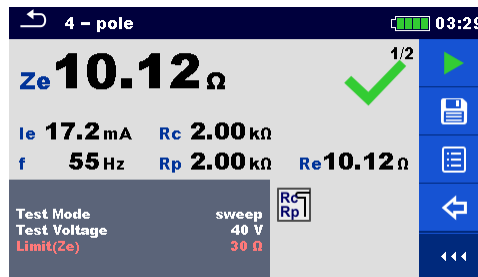 4 - pole 03:29
1/2
Ze 10.12 Ω
Ie 17.2 mA Rc 2.00 kΩ
f 55 Hz Rp 2.00 kΩ Re 10.12 Ω
Rc
Rp
Test Mode sweep
Test Voltage 40 V
Limit(Ze) 30 Ω